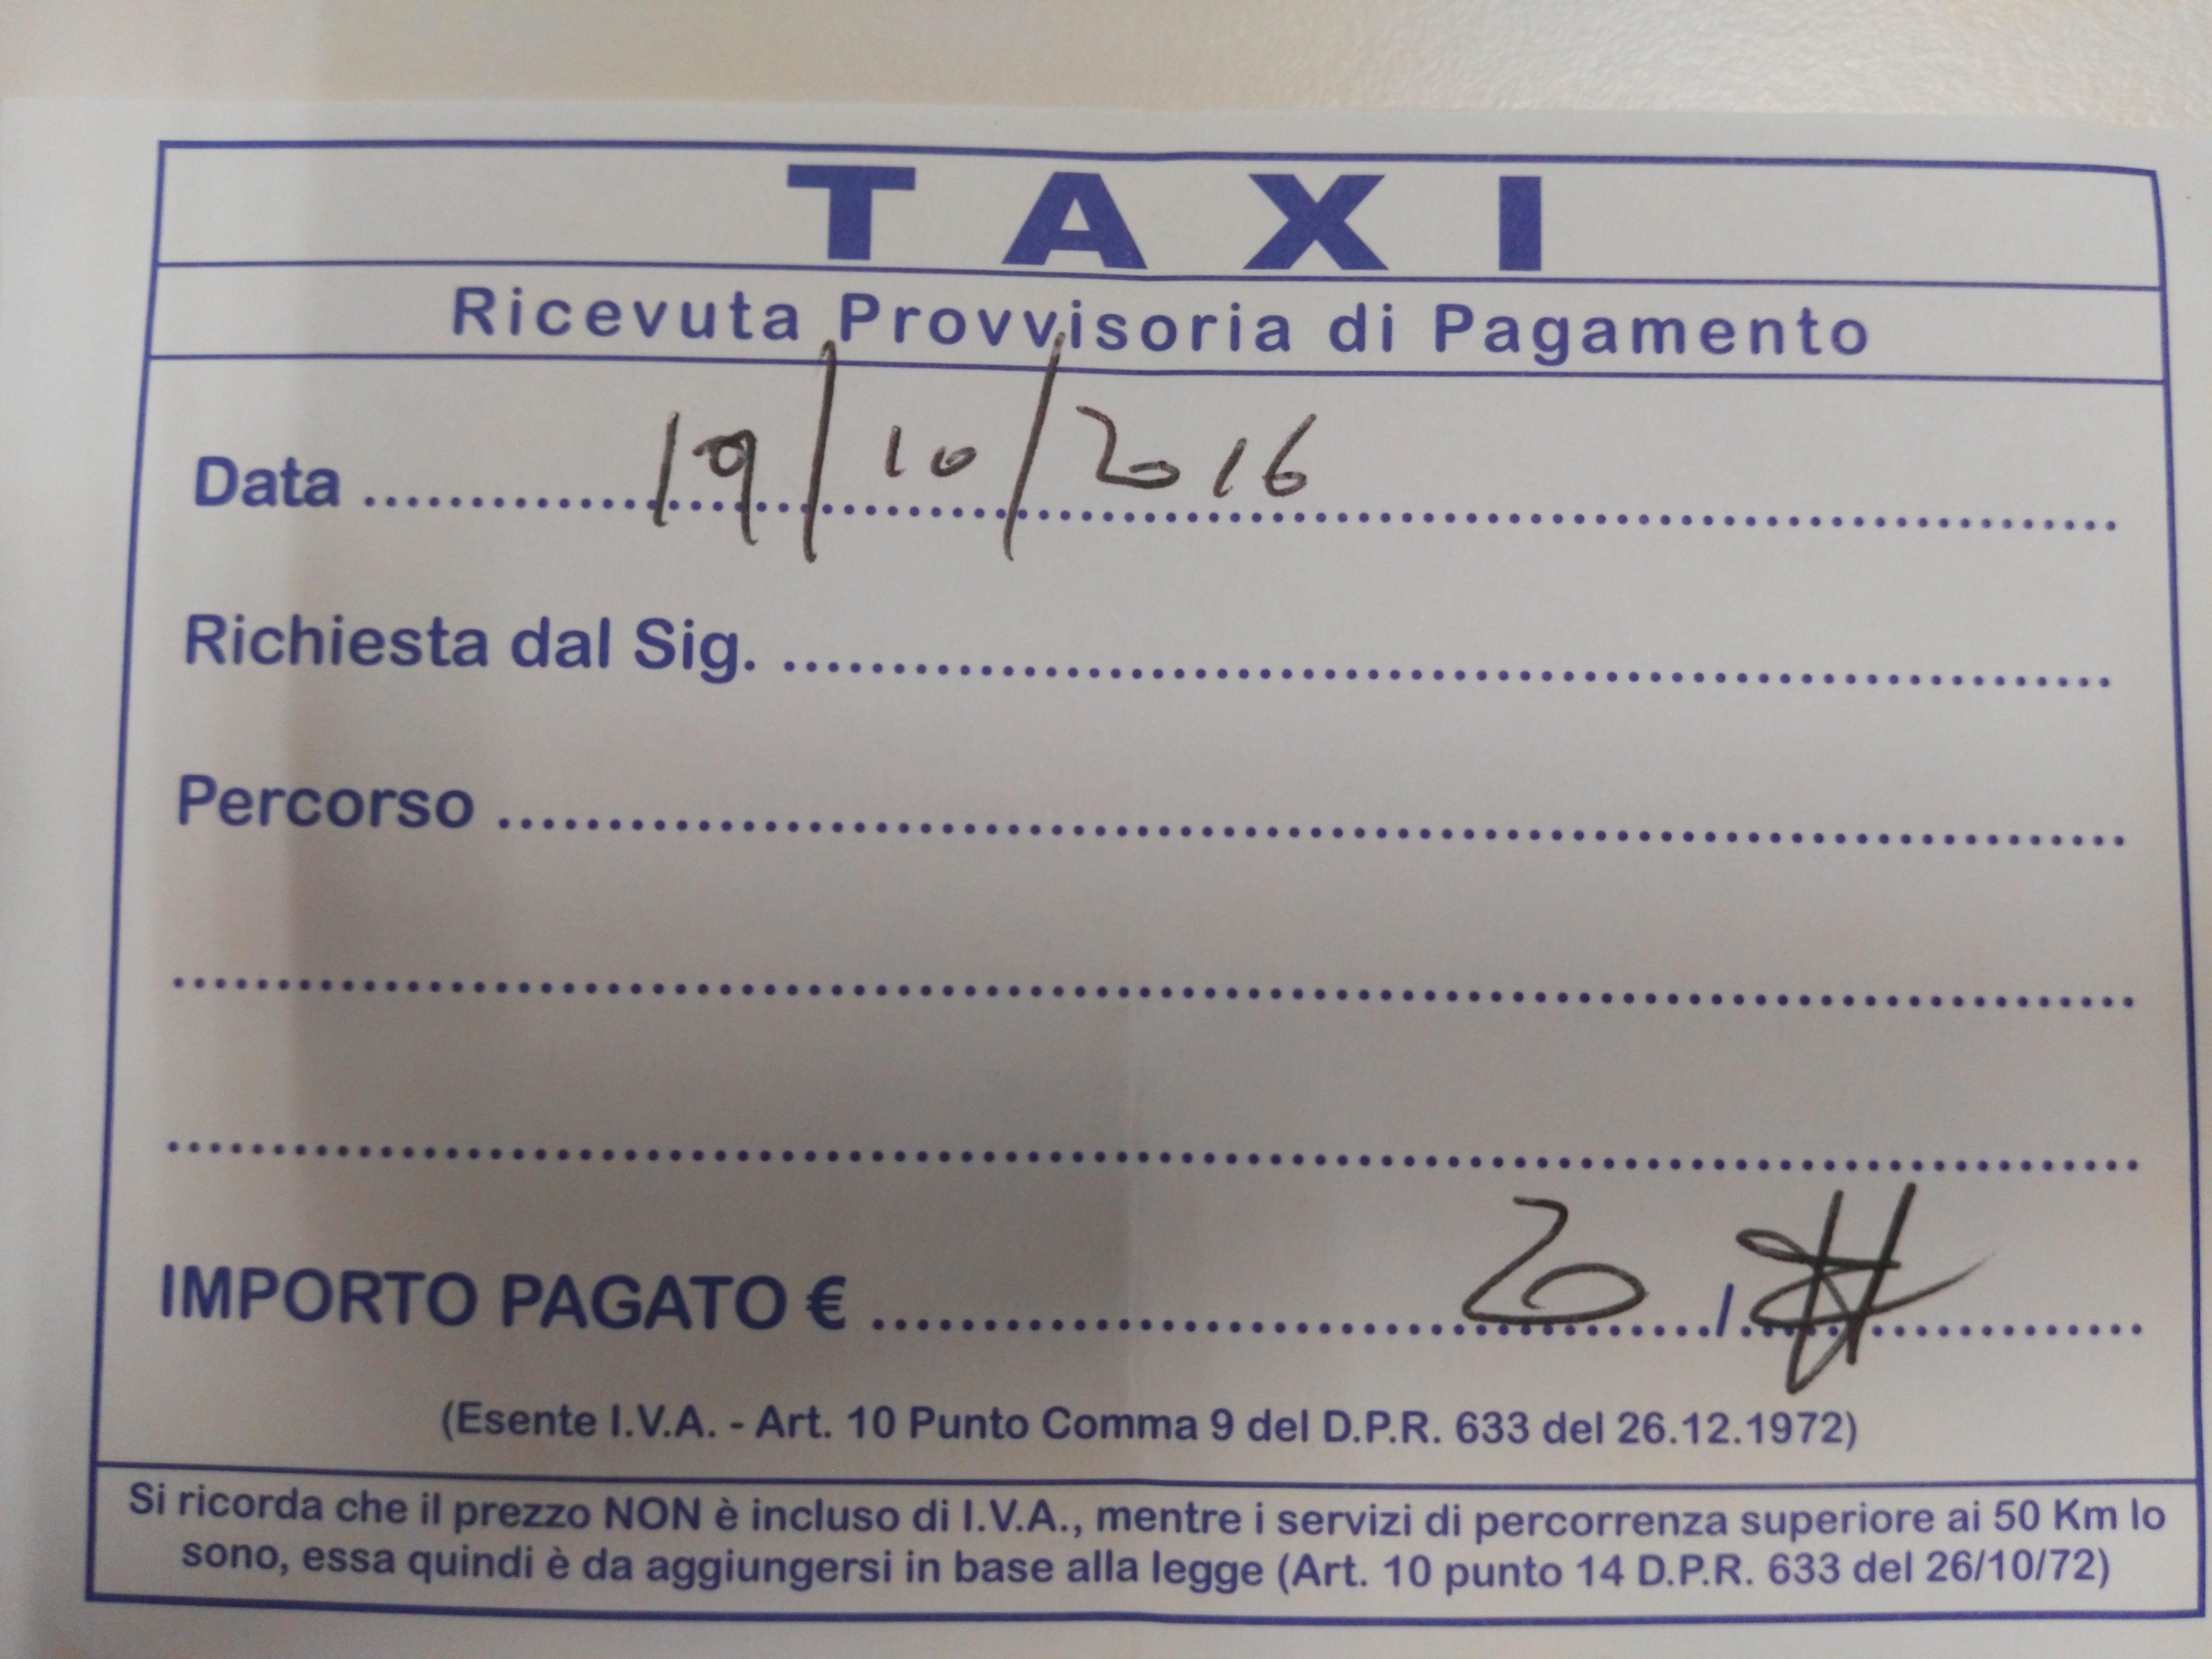 TAXI
Ricevuta Provvisoria di Pagamento
Data ........ 19/10/2016 ........
Richiesta dal Sig. ........
Percorso ........
IMPORTO PAGATO € ........ 20 ,........
(Esente I.V.A. - Art. 10 Punto Comma 9 del D.P.R. 633 del 26.12.1972)
Si ricorda che il prezzo NON è incluso di I.V.A., mentre i servizi di percorrenza superiore ai 50 Km lo
sono, essa quindi è da aggiungersi in base alla legge (Art. 10 punto 14 D.P.R. 633 del 26/10/72)